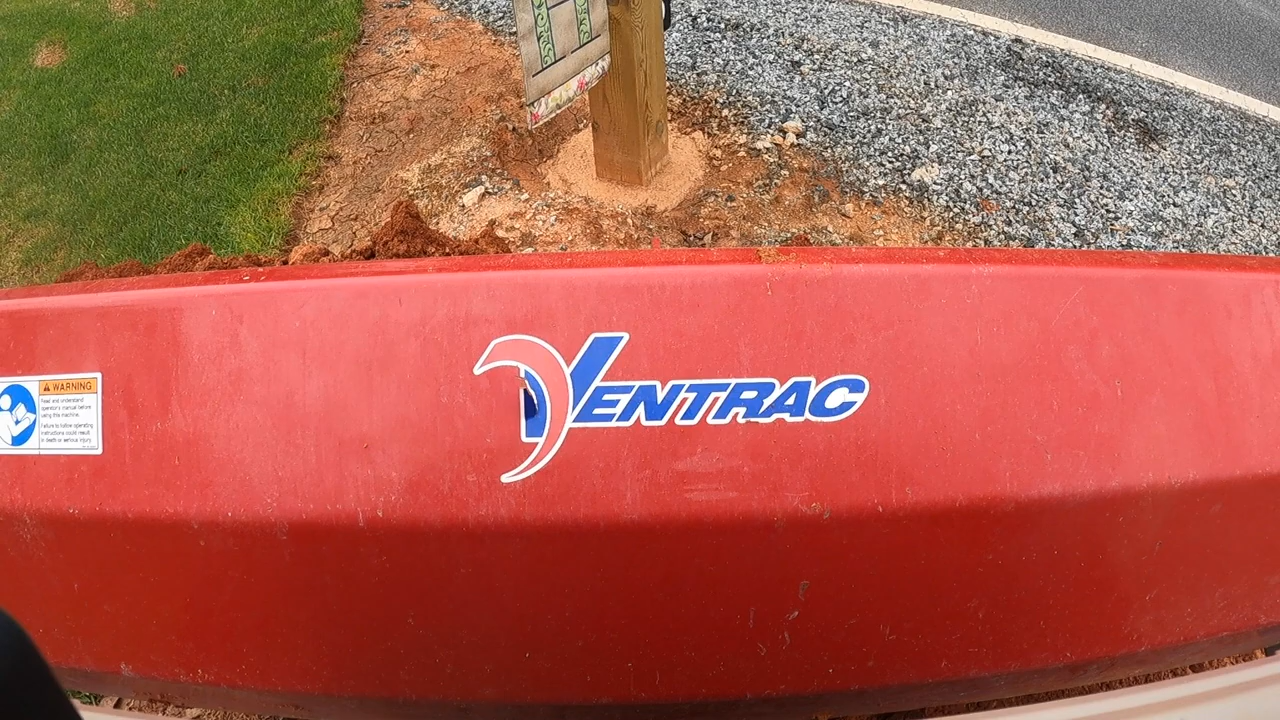 WARNING
Read and understand
operator's manual before
using this machine.
Failure to follow operating
instructions could result
in death or serious injury.
VENTRAC